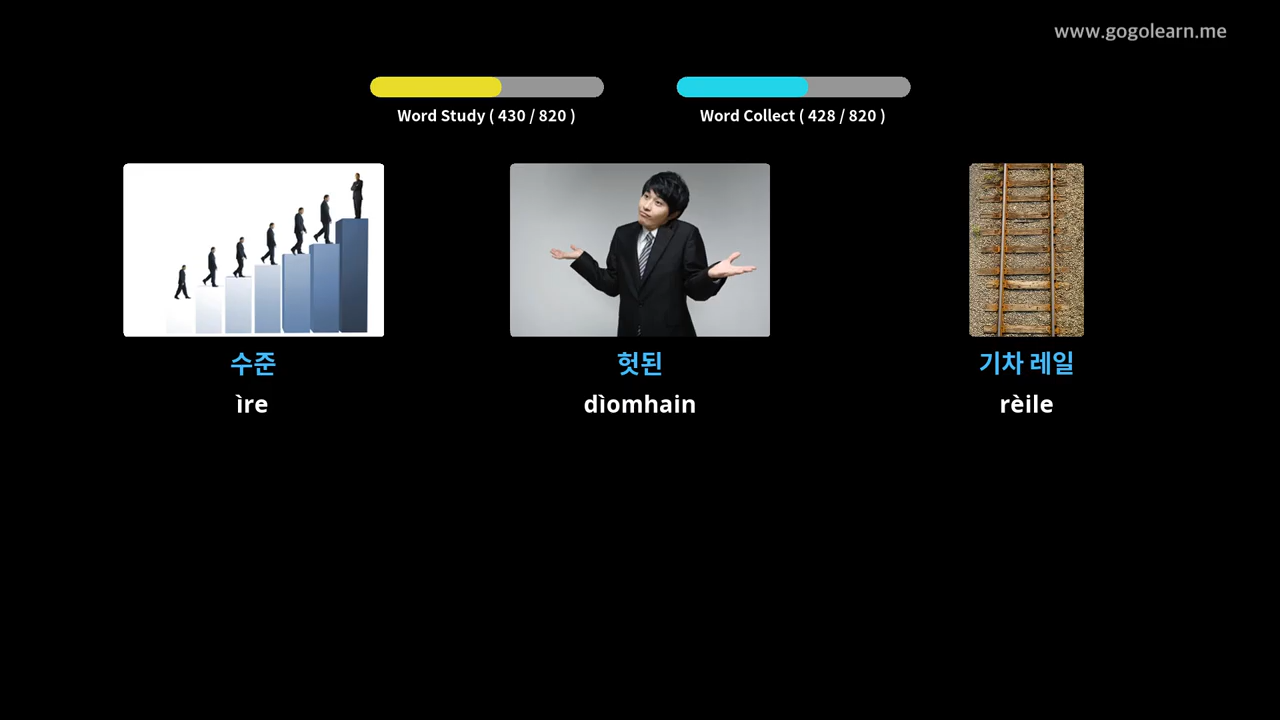 www.gogolearn.me
Word Study ( 430 / 820 )
Word Collect ( 428 / 820 )
수준
헛된
기차 레일
ìre
dìomhain
rèile